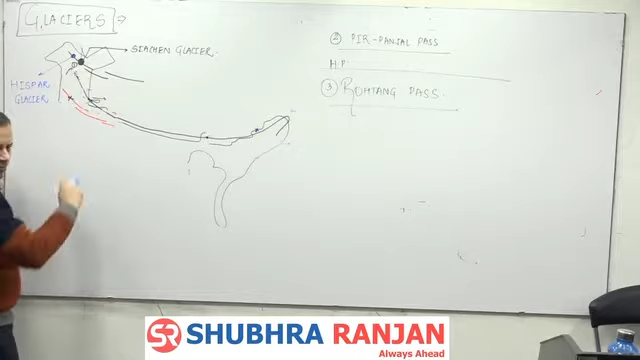 GLACIERS ⇒
SIACHEN GLACIER.
HISPAR
GLACIER
② PIR-PANJAL PASS
H.P.
③ ROHTANG PASS.
SR SHUBHRA RANJAN
Always Ahead